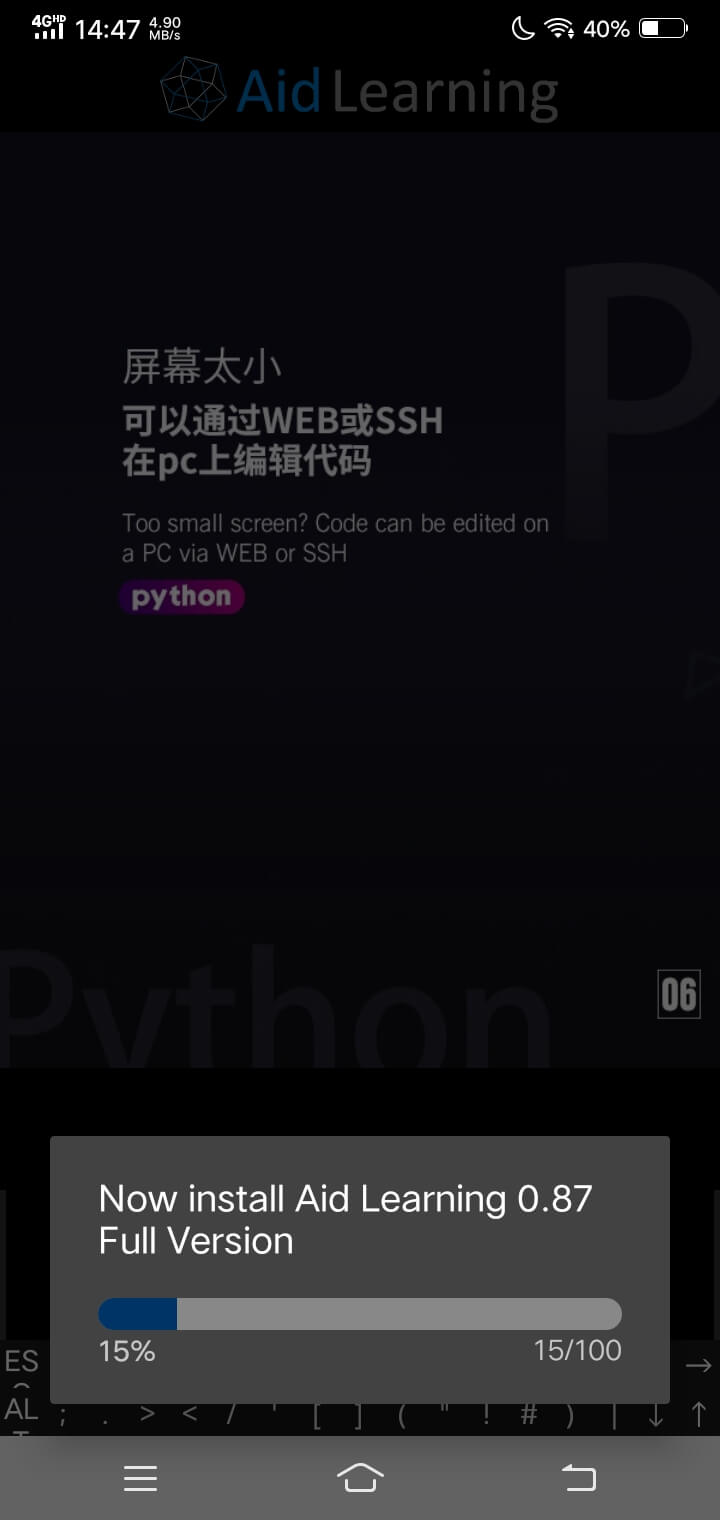 4GHD 14:47 4.90 MB/s 40%
Aid Learning
P
屏幕太小
可以通过WEB或SSH
在pc上编辑代码
Too small screen? Code can be edited on
a PC via WEB or SSH
python
Python
06
Now install Aid Learning 0.87
Full Version
15% 15/100
ES →
AL ; . > < / ' [ ] ( " ! # ) | ↓ ↑